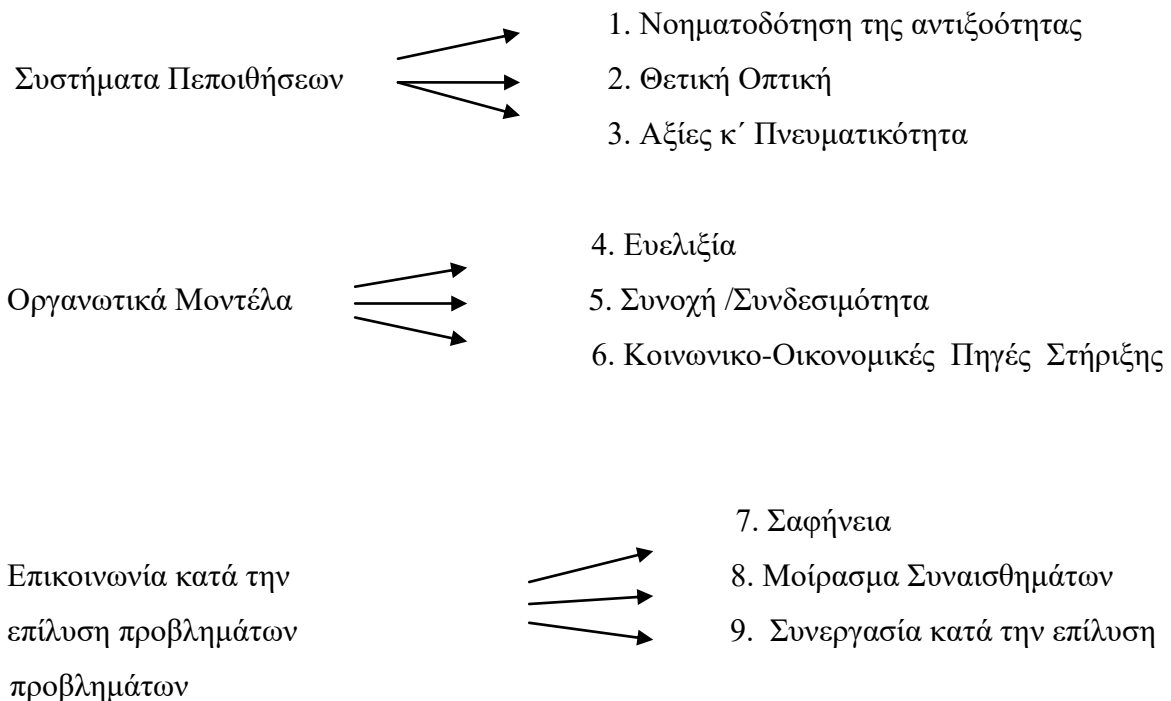 1. Νοηματοδότηση της αντιξοότητας
Συστήματα Πεποιθήσεων
2. Θετική Οπτική
3. Αξίες κ΄ Πνευματικότητα
4. Ευελιξία
Οργανωτικά Μοντέλα
5. Συνοχή /Συνδεσιμότητα
6. Κοινωνικο-Οικονομικές Πηγές Στήριξης
7. Σαφήνεια
Επικοινωνία κατά την
8. Μοίρασμα Συναισθημάτων
επίλυση προβλημάτων
9. Συνεργασία κατά την επίλυση
προβλημάτων